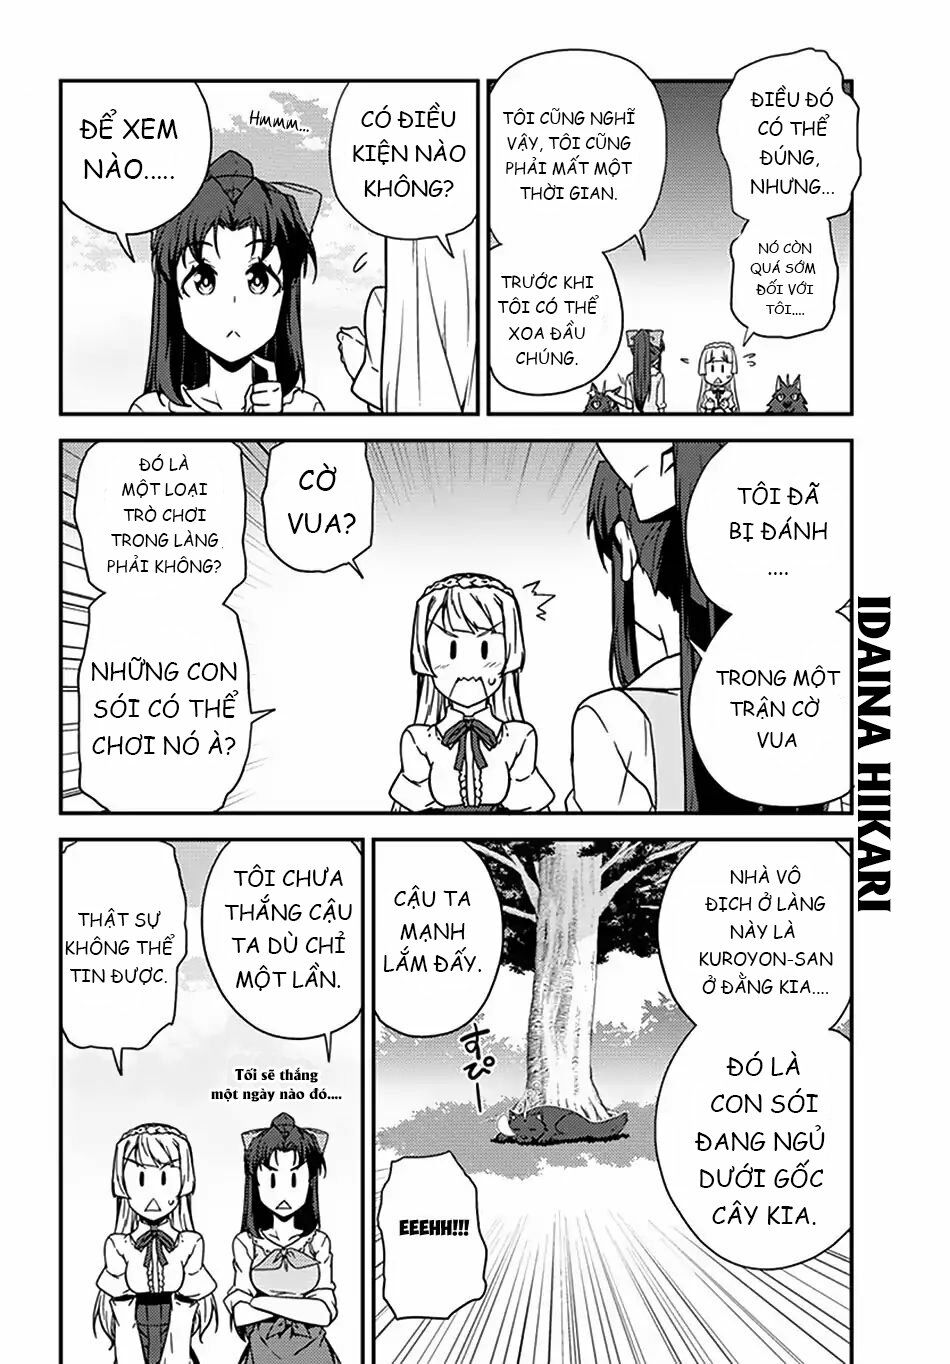 ĐIỀU ĐÓ
CÓ THỂ
ĐÚNG,
NHƯNG...
NÓ CÒN
QUÁ SỚM
ĐỐI VỚI
TÔI....
TÔI CŨNG NGHĨ
VẬY, TÔI CŨNG
PHẢI MẤT MỘT
THỜI GIAN.
TRƯỚC KHI
TÔI CÓ THỂ
XOA ĐẦU
CHÚNG.
CÓ ĐIỀU
KIỆN NÀO
KHÔNG?
HMMM...
ĐỂ XEM
NÀO.....
TÔI ĐÃ
BỊ ĐÁNH
....
TRONG MỘT
TRẬN CỜ
VUA
CỜ
VUA?
ĐÓ LÀ
MỘT LOẠI
TRÒ CHƠI
TRONG LÀNG
PHẢI KHÔNG?
NHỮNG CON
SÓI CÓ THỂ
CHƠI NÓ À?
IDAINA HIKARI
NHÀ VÔ
ĐỊCH Ở LÀNG
NÀY LÀ
KUROYON-SAN
Ở ĐẰNG KIA....
ĐÓ LÀ
CON SÓI
ĐANG NGỦ
DƯỚI GỐC
CÂY KIA.
CẬU TA
MẠNH
LẮM ĐẤY.
すぴー
EEEHH!!!
TÔI CHƯA
THẮNG CẬU
TA DÙ CHỈ
MỘT LẦN.
Tối sẽ thắng
một ngày nào đó....
THẬT SỰ
KHÔNG THỂ
TIN ĐƯỢC.